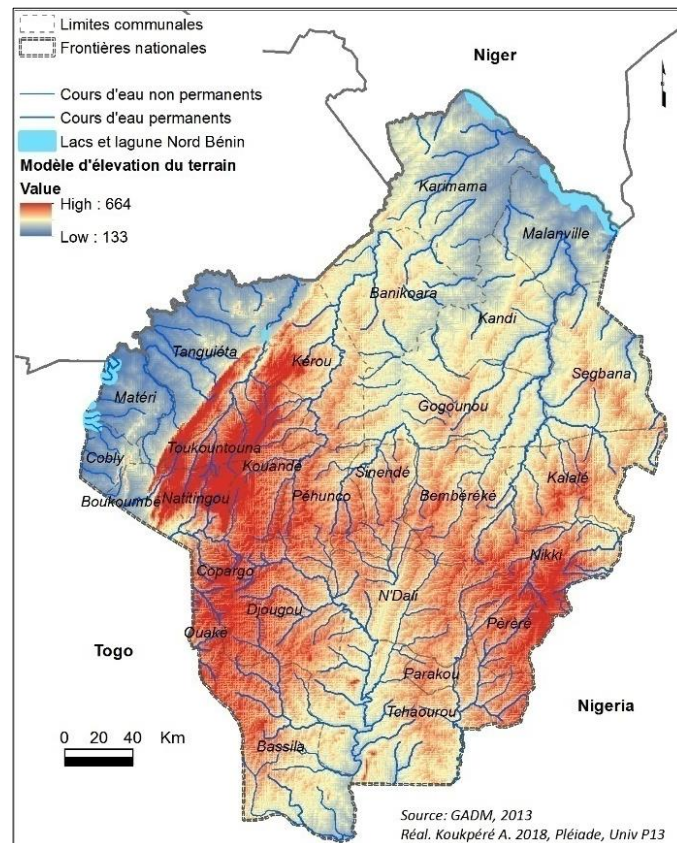 Limites communales
Frontières nationales
Cours d'eau non permanents
Cours d'eau permanents
Lacs et lagune Nord Bénin
Modèle d'élevation du terrain
Value
High : 664
Low : 133
Niger
Karimama
Malanville
Banikoara
Kandi
Tanguiéta
Kérou
Segbana
Matéri
Gogounou
Toukountouna
Cobly
Kouandé
Sinendé
Kalalé
Boukoumbé
Natitingou
Péhunco
Bembèrèkè
Nikki
Copargo
N'Dali
Djougou
Pèrèrè
Ouaké
Togo
Parakou
Nigeria
Tchaourou
0 20 40 Km
Bassila
Source: GADM, 2013
Réal. Koukpéré A. 2018, Pléiade, Univ P13